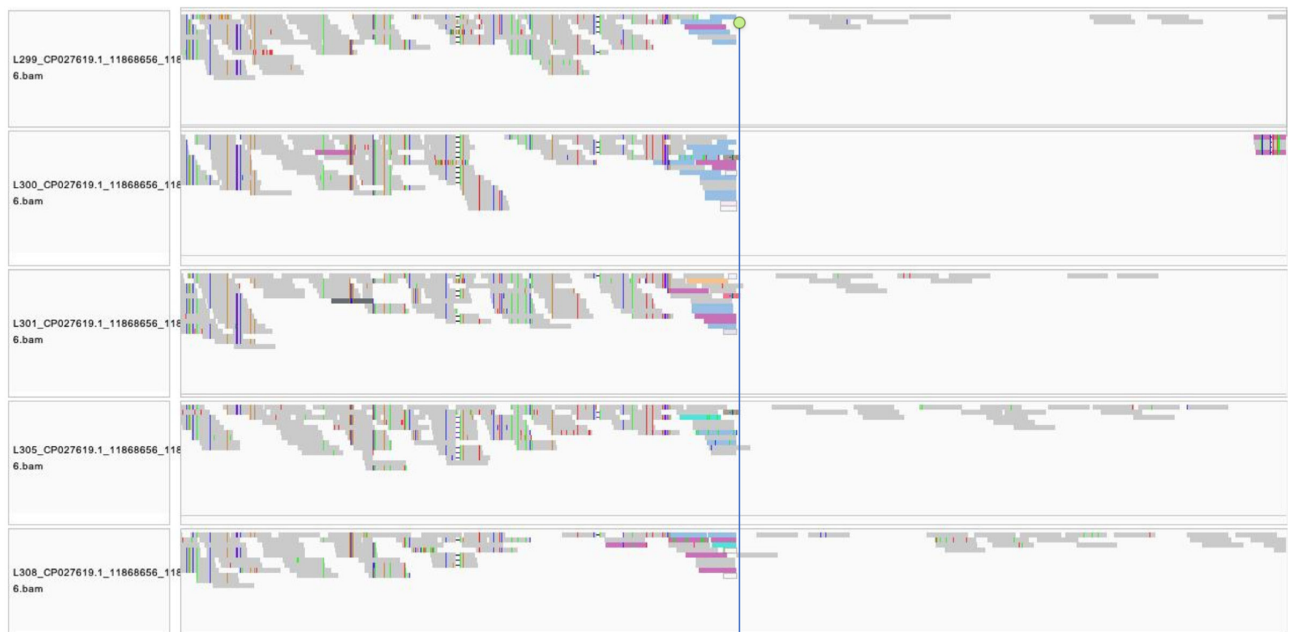 L299_CP027619.1_11868656_118
6.bam
L300_CP027619.1_11868656_118
6.bam
L301_CP027619.1_11868656_118
6.bam
L305_CP027619.1_11868656_118
6.bam
L308_CP027619.1_11868656_118
6.bam